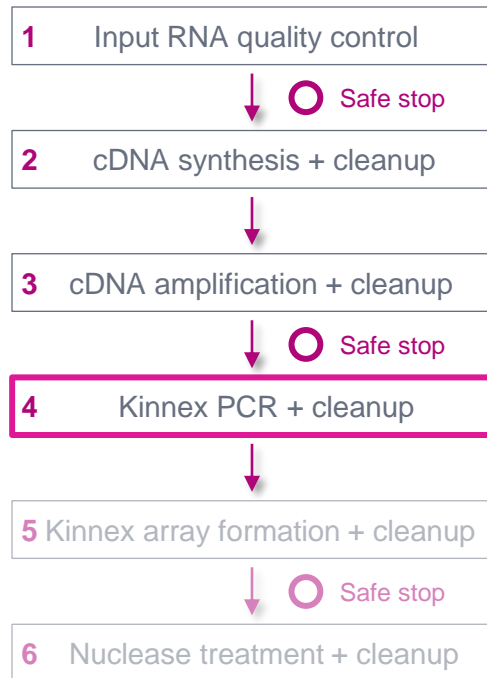 1 Input RNA quality control
Safe stop
2 cDNA synthesis + cleanup
3 cDNA amplification + cleanup
Safe stop
4 Kinnex PCR + cleanup
5 Kinnex array formation + cleanup
Safe stop
6 Nuclease treatment + cleanup